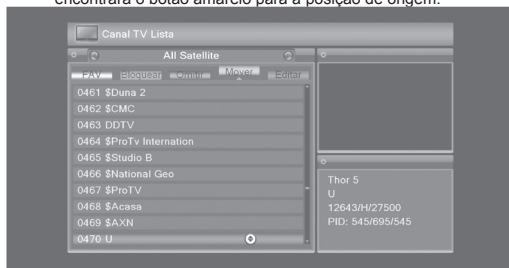 encontrará o botão amarelo para a posição de origem.
Canal TV Lista
All Satellite
FAV Bloquear Omitir Mover Editar
0461 $Duna 2
0462 $CMC
0463 DDTV
0464 $ProTv Internation
0465 $Studio B
0466 $National Geo
0467 $ProTV
0468 $Acasa
0469 $AXN
0470 U
Thor 5
U
12643/H/27500
PID: 545/695/545